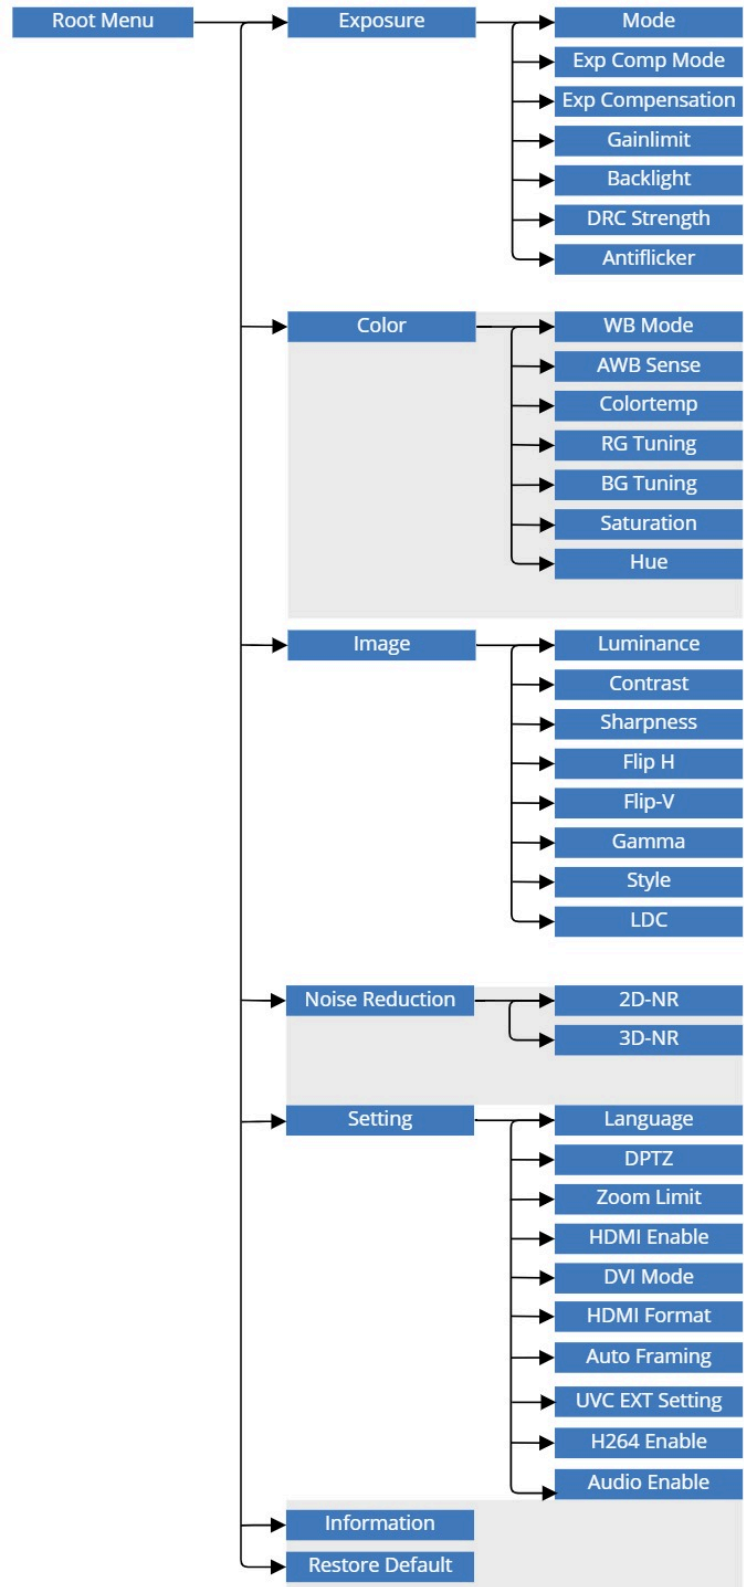 Root Menu
Exposure
Mode
Exp Comp Mode
Exp Compensation
Gainlimit
Backlight
DRC Strength
Antiflicker
Color
WB Mode
AWB Sense
Colortemp
RG Tuning
BG Tuning
Saturation
Hue
Image
Luminance
Contrast
Sharpness
Flip H
Flip-V
Gamma
Style
LDC
Noise Reduction
2D-NR
3D-NR
Setting
Language
DPTZ
Zoom Limit
HDMI Enable
DVI Mode
HDMI Format
Auto Framing
UVC EXT Setting
H264 Enable
Audio Enable
Information
Restore Default